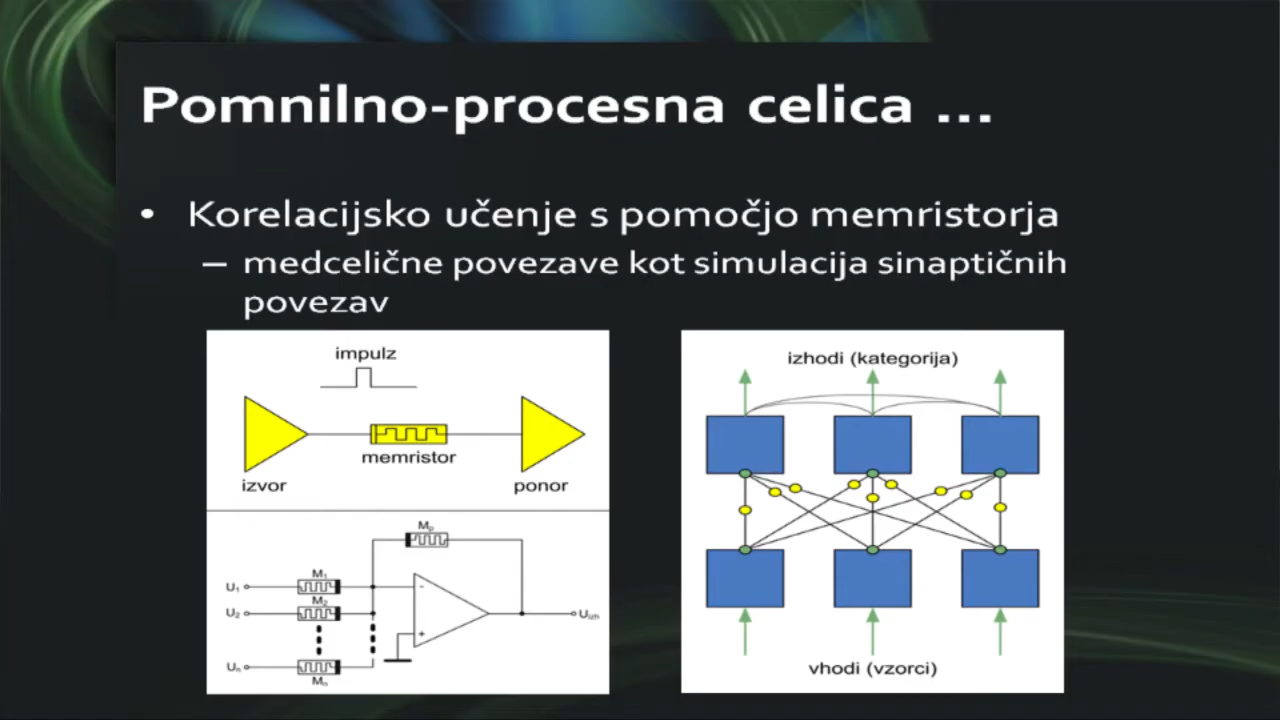 Pomnilno-procesna celica ...
• Korelacijsko učenje s pomočjo memristorja
– medcelične povezave kot simulacija sinaptičnih
povezav
impulz
memristor
izvor
ponor
Mp
M1
U1
M2
U2
-
+
Uizh
Un
Mn
izhodi (kategorija)
vhodi (vzorci)